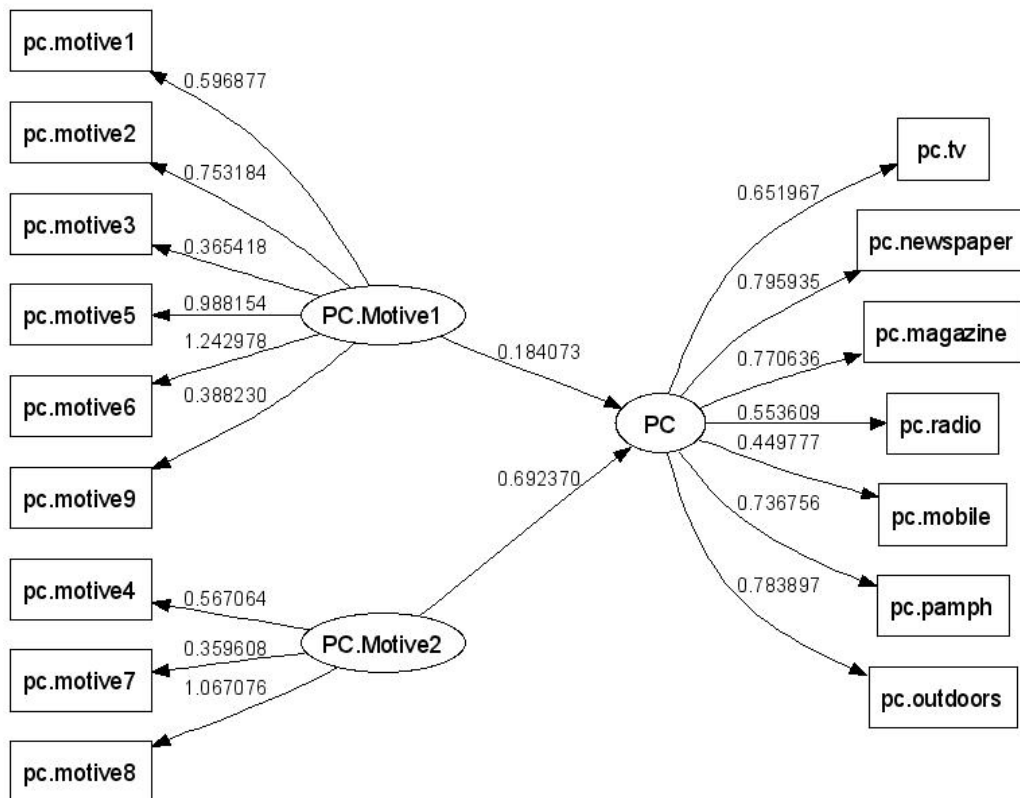 pc.motive1
0.596877
pc.motive2
0.753184
pc.motive3
0.365418
pc.motive5
0.988154
PC.Motive1
1.242978
pc.motive6
0.388230
pc.motive9
0.184073
0.692370
pc.motive4
0.567064
PC.Motive2
0.359608
pc.motive7
1.067076
pc.motive8
PC
pc.tv
0.651967
pc.newspaper
0.795935
pc.magazine
0.770636
0.553609
pc.radio
0.449777
pc.mobile
0.736756
pc.pamph
0.783897
pc.outdoors